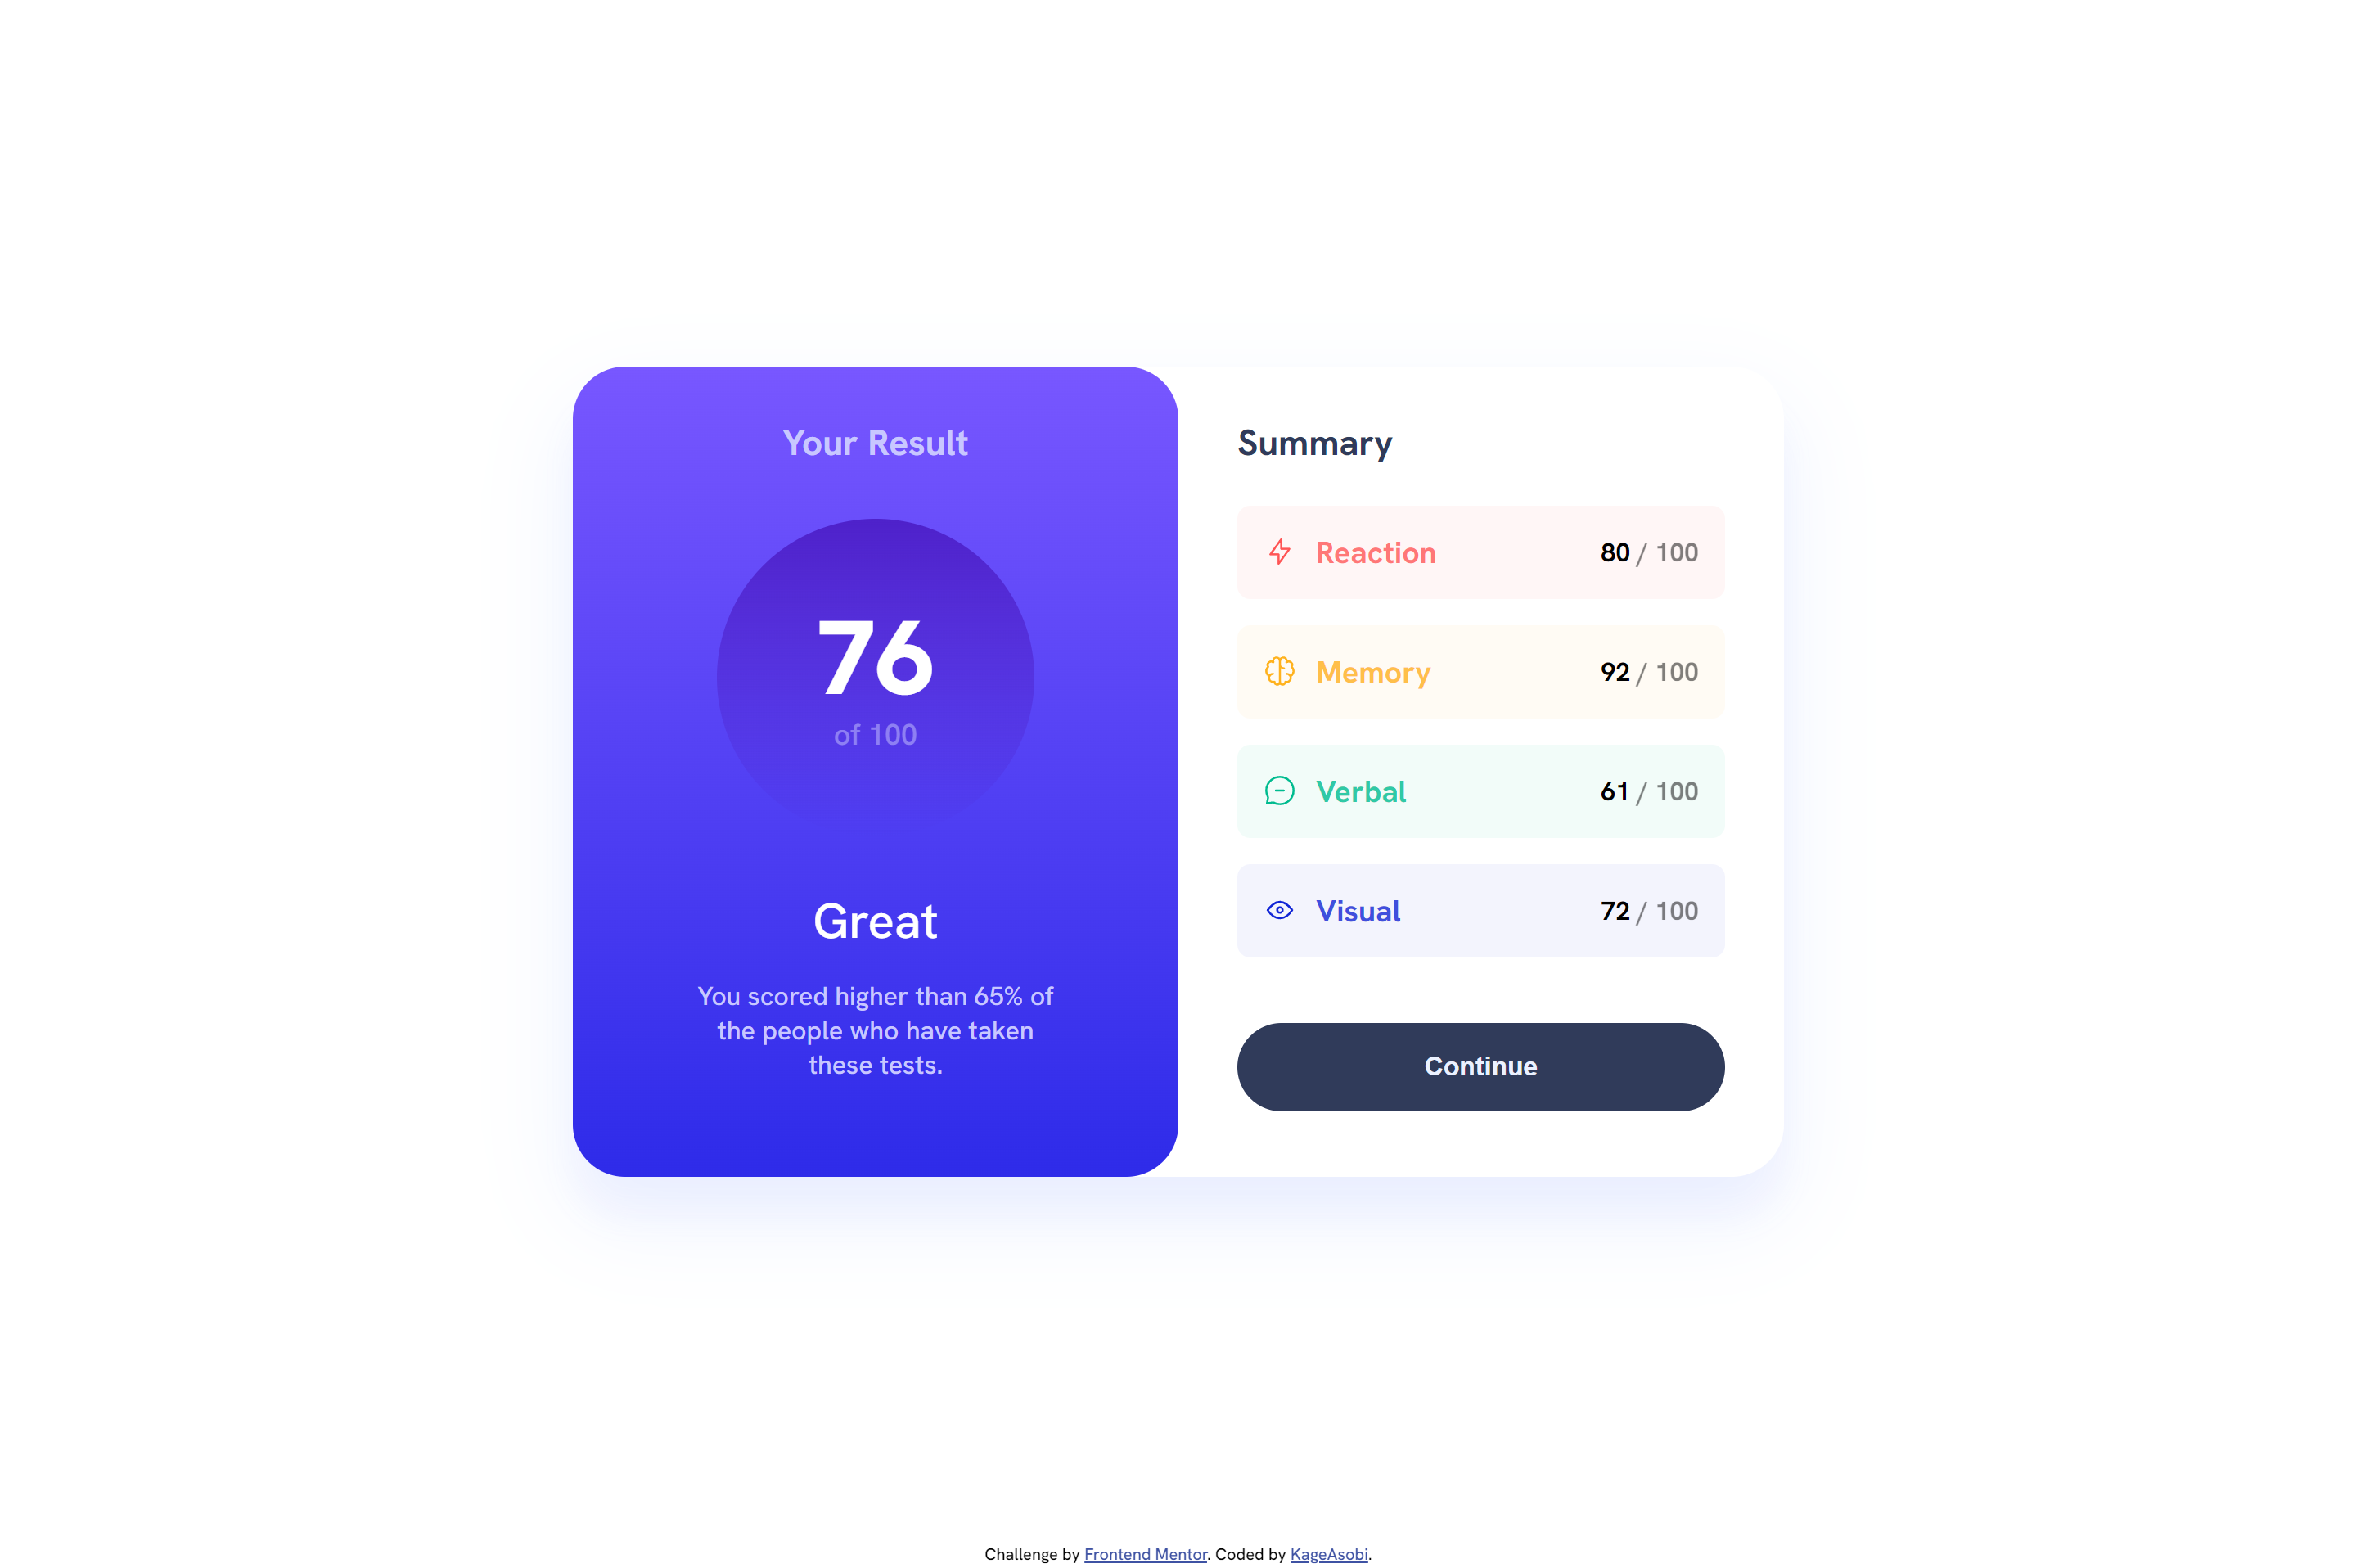 Your Result
76
of 100
Great
You scored higher than 65% of
the people who have taken
these tests.
Summary
Reaction 80 / 100
Memory 92 / 100
Verbal 61 / 100
Visual 72 / 100
Continue
Challenge by Frontend Mentor. Coded by KageAsobi.